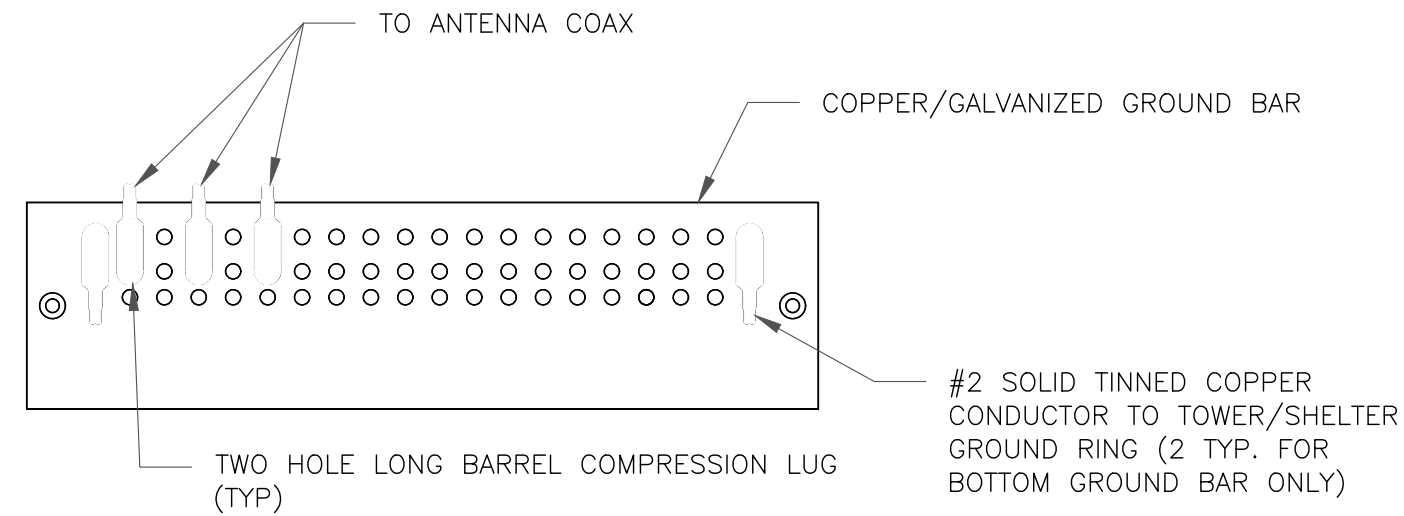 TO ANTENNA COAX
COPPER/GALVANIZED GROUND BAR
#2 SOLID TINNED COPPER
CONDUCTOR TO TOWER/SHELTER
GROUND RING (2 TYP. FOR
BOTTOM GROUND BAR ONLY)
TWO HOLE LONG BARREL COMPRESSION LUG
(TYP)